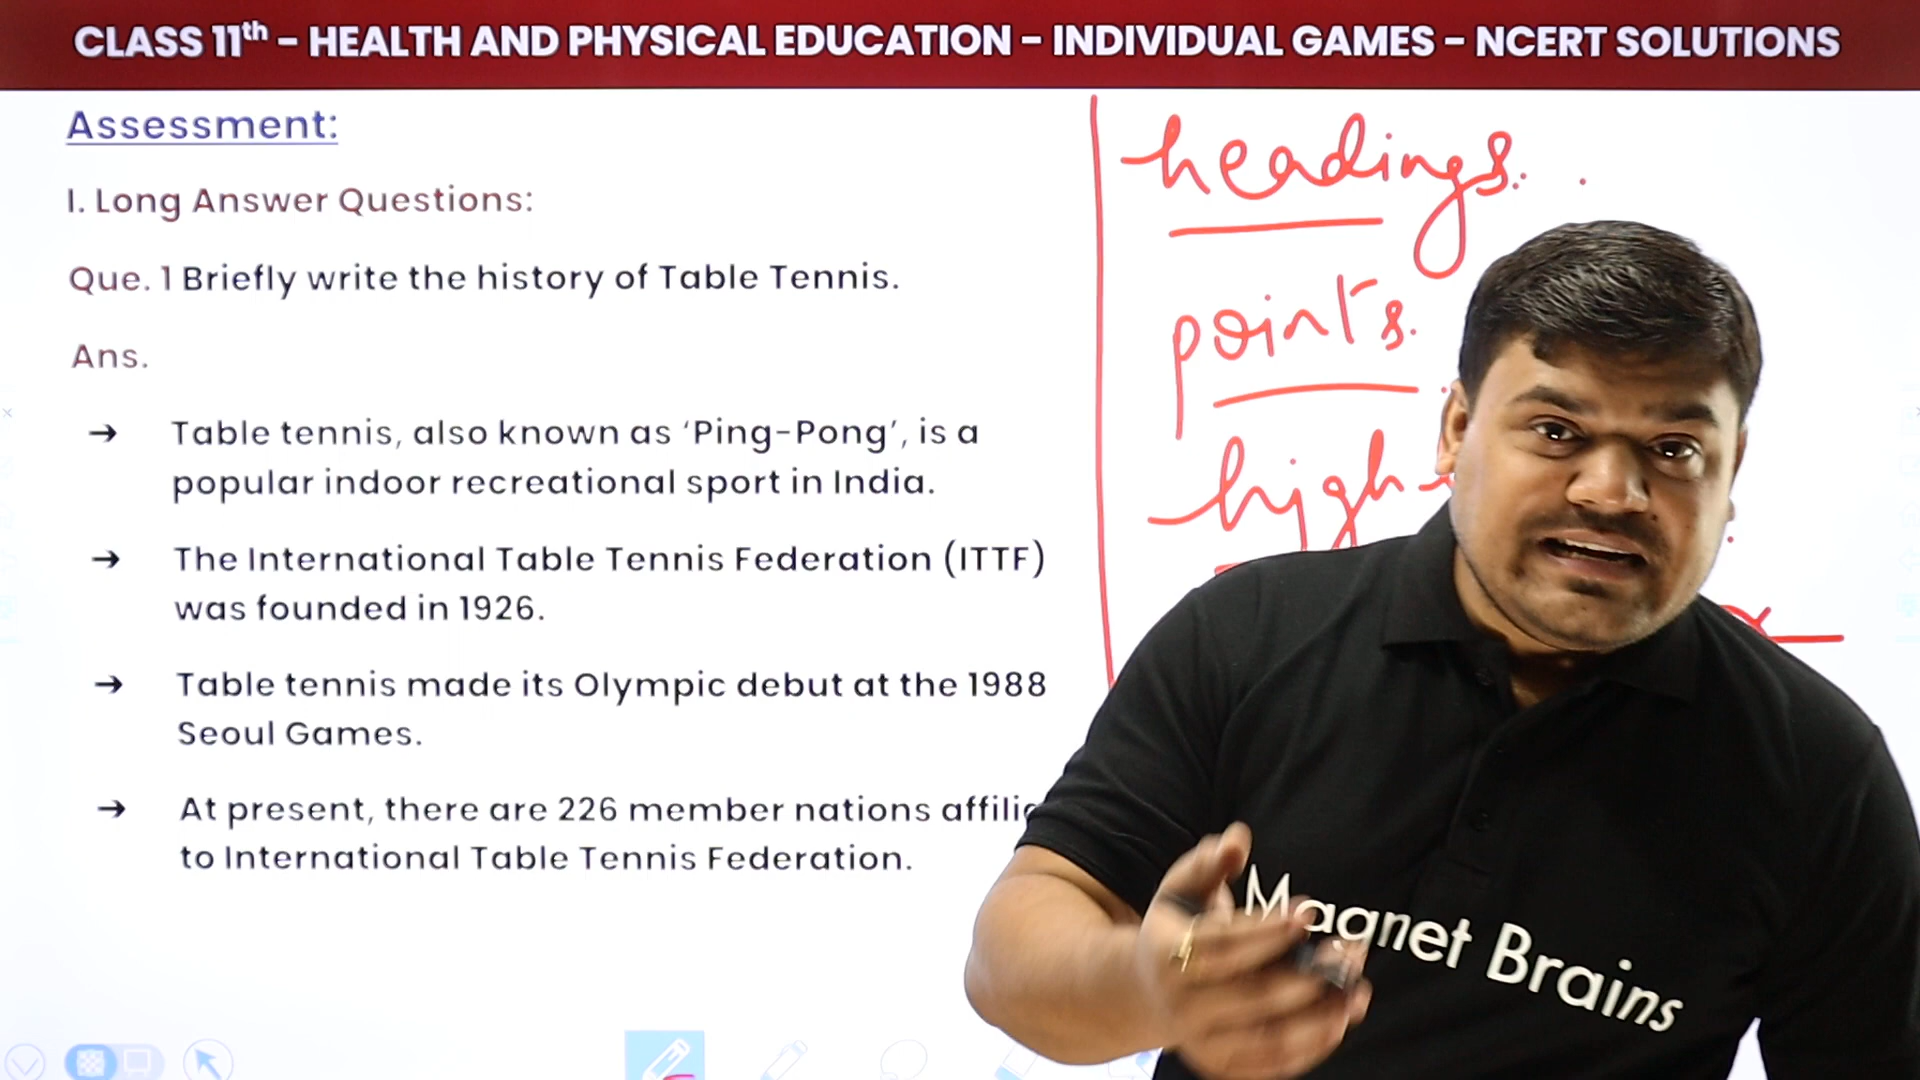 CLASS 11th – HEALTH AND PHYSICAL EDUCATION – INDIVIDUAL GAMES – NCERT SOLUTIONS
Assessment:
I. Long Answer Questions:
Que. 1 Briefly write the history of Table Tennis.
Ans.
→ Table tennis, also known as ‘Ping-Pong’, is a
popular indoor recreational sport in India.
→ The International Table Tennis Federation (ITTF)
was founded in 1926.
→ Table tennis made its Olympic debut at the 1988
Seoul Games.
→ At present, there are 226 member nations
to International Table Tennis Federation.
headings.
points.
Magnet Brains